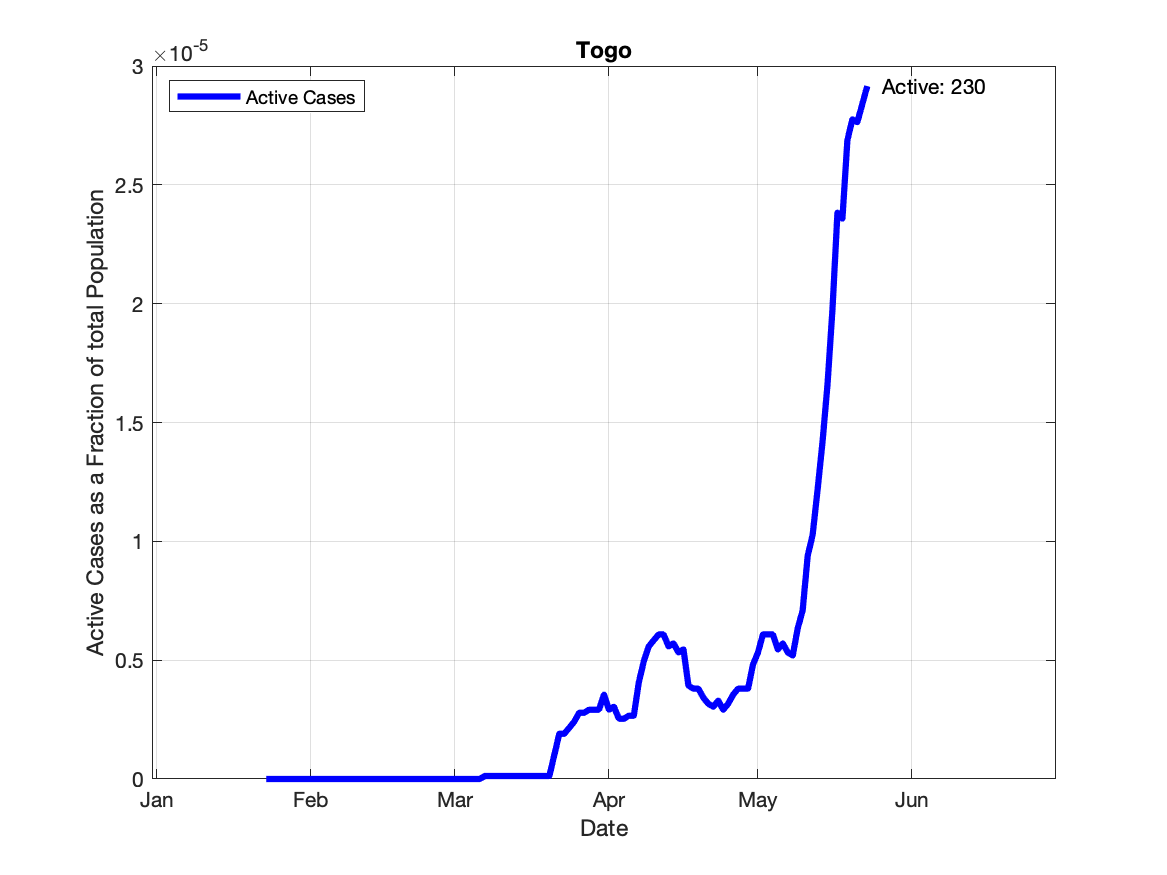 Togo
×10-5
Active Cases
Active: 230
3
2.5
2
1.5
1
0.5
0
Active Cases as a Fraction of total Population
Jan Feb Mar Apr May Jun
Date